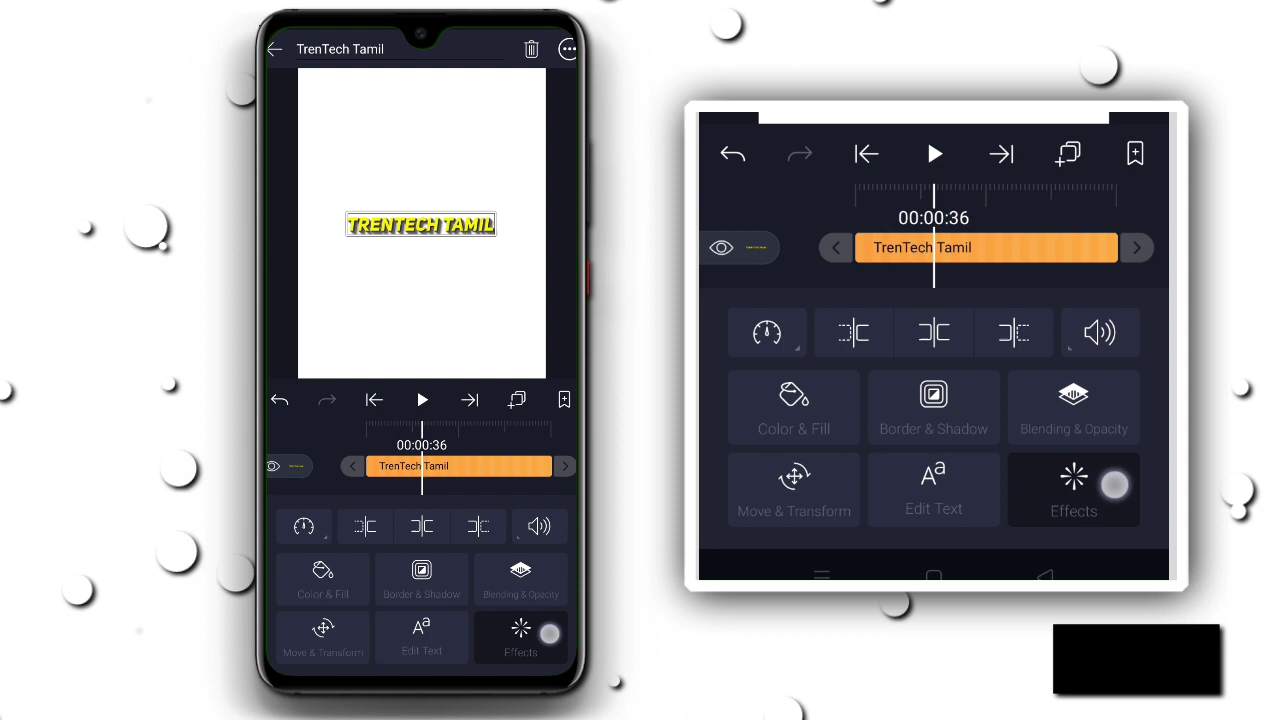 TrenTech Tamil
TRENTECH TAMIL
00:00:36
TrenTech Tamil
Color & Fill
Border & Shadow
Blending & Opacity
Move & Transform
Edit Text
Effects
00:00:36
TrenTech Tamil
Color & Fill
Border & Shadow
Blending & Opacity
Move & Transform
Edit Text
Effects